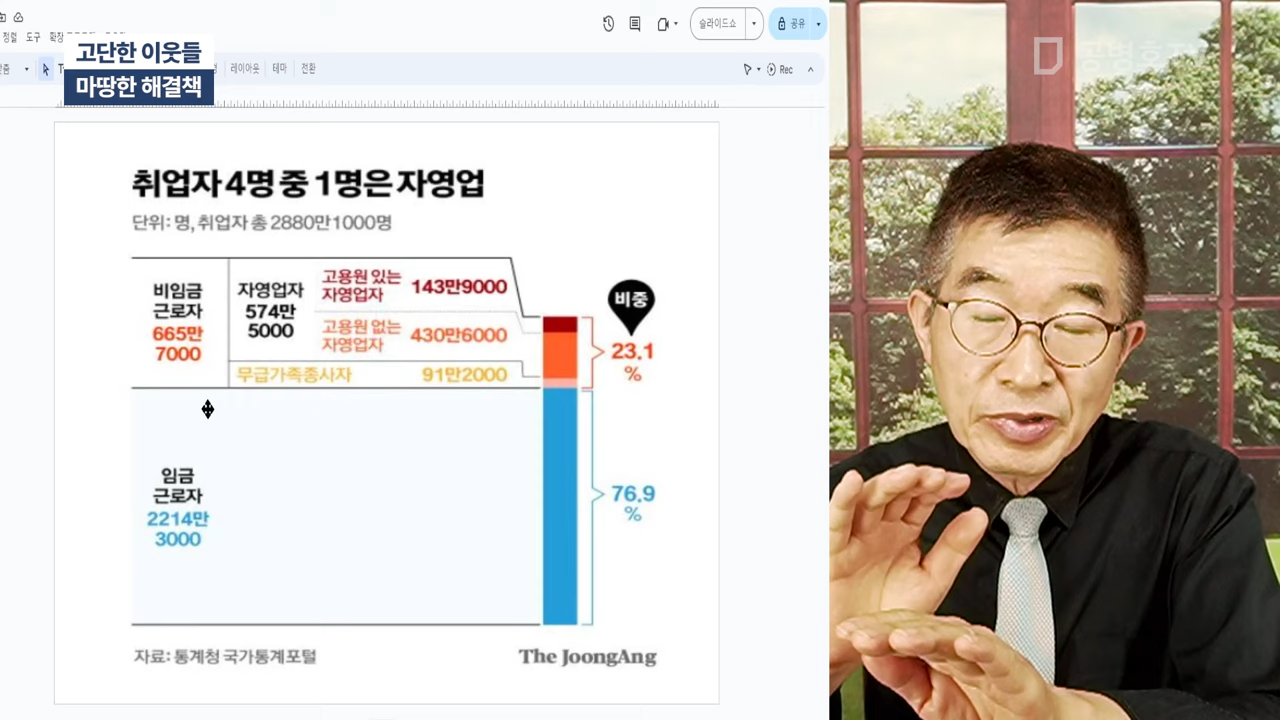 정렬 도구
슬라이드쇼
공유
고단한 이웃들
마땅한 해결책
레이아웃 테마 전환
Rec
공병호
취업자 4명 중 1명은 자영업
단위: 명, 취업자 총 2880만1000명
비임금
근로자
665만
7000
자영업자
574만
5000
고용원 있는
자영업자
143만9000
고용원 없는
자영업자
430만6000
무급가족종사자 91만2000
비중
23.1
%
임금
근로자
2214만
3000
76.9
%
자료: 통계청 국가통계포털
The JoongAng